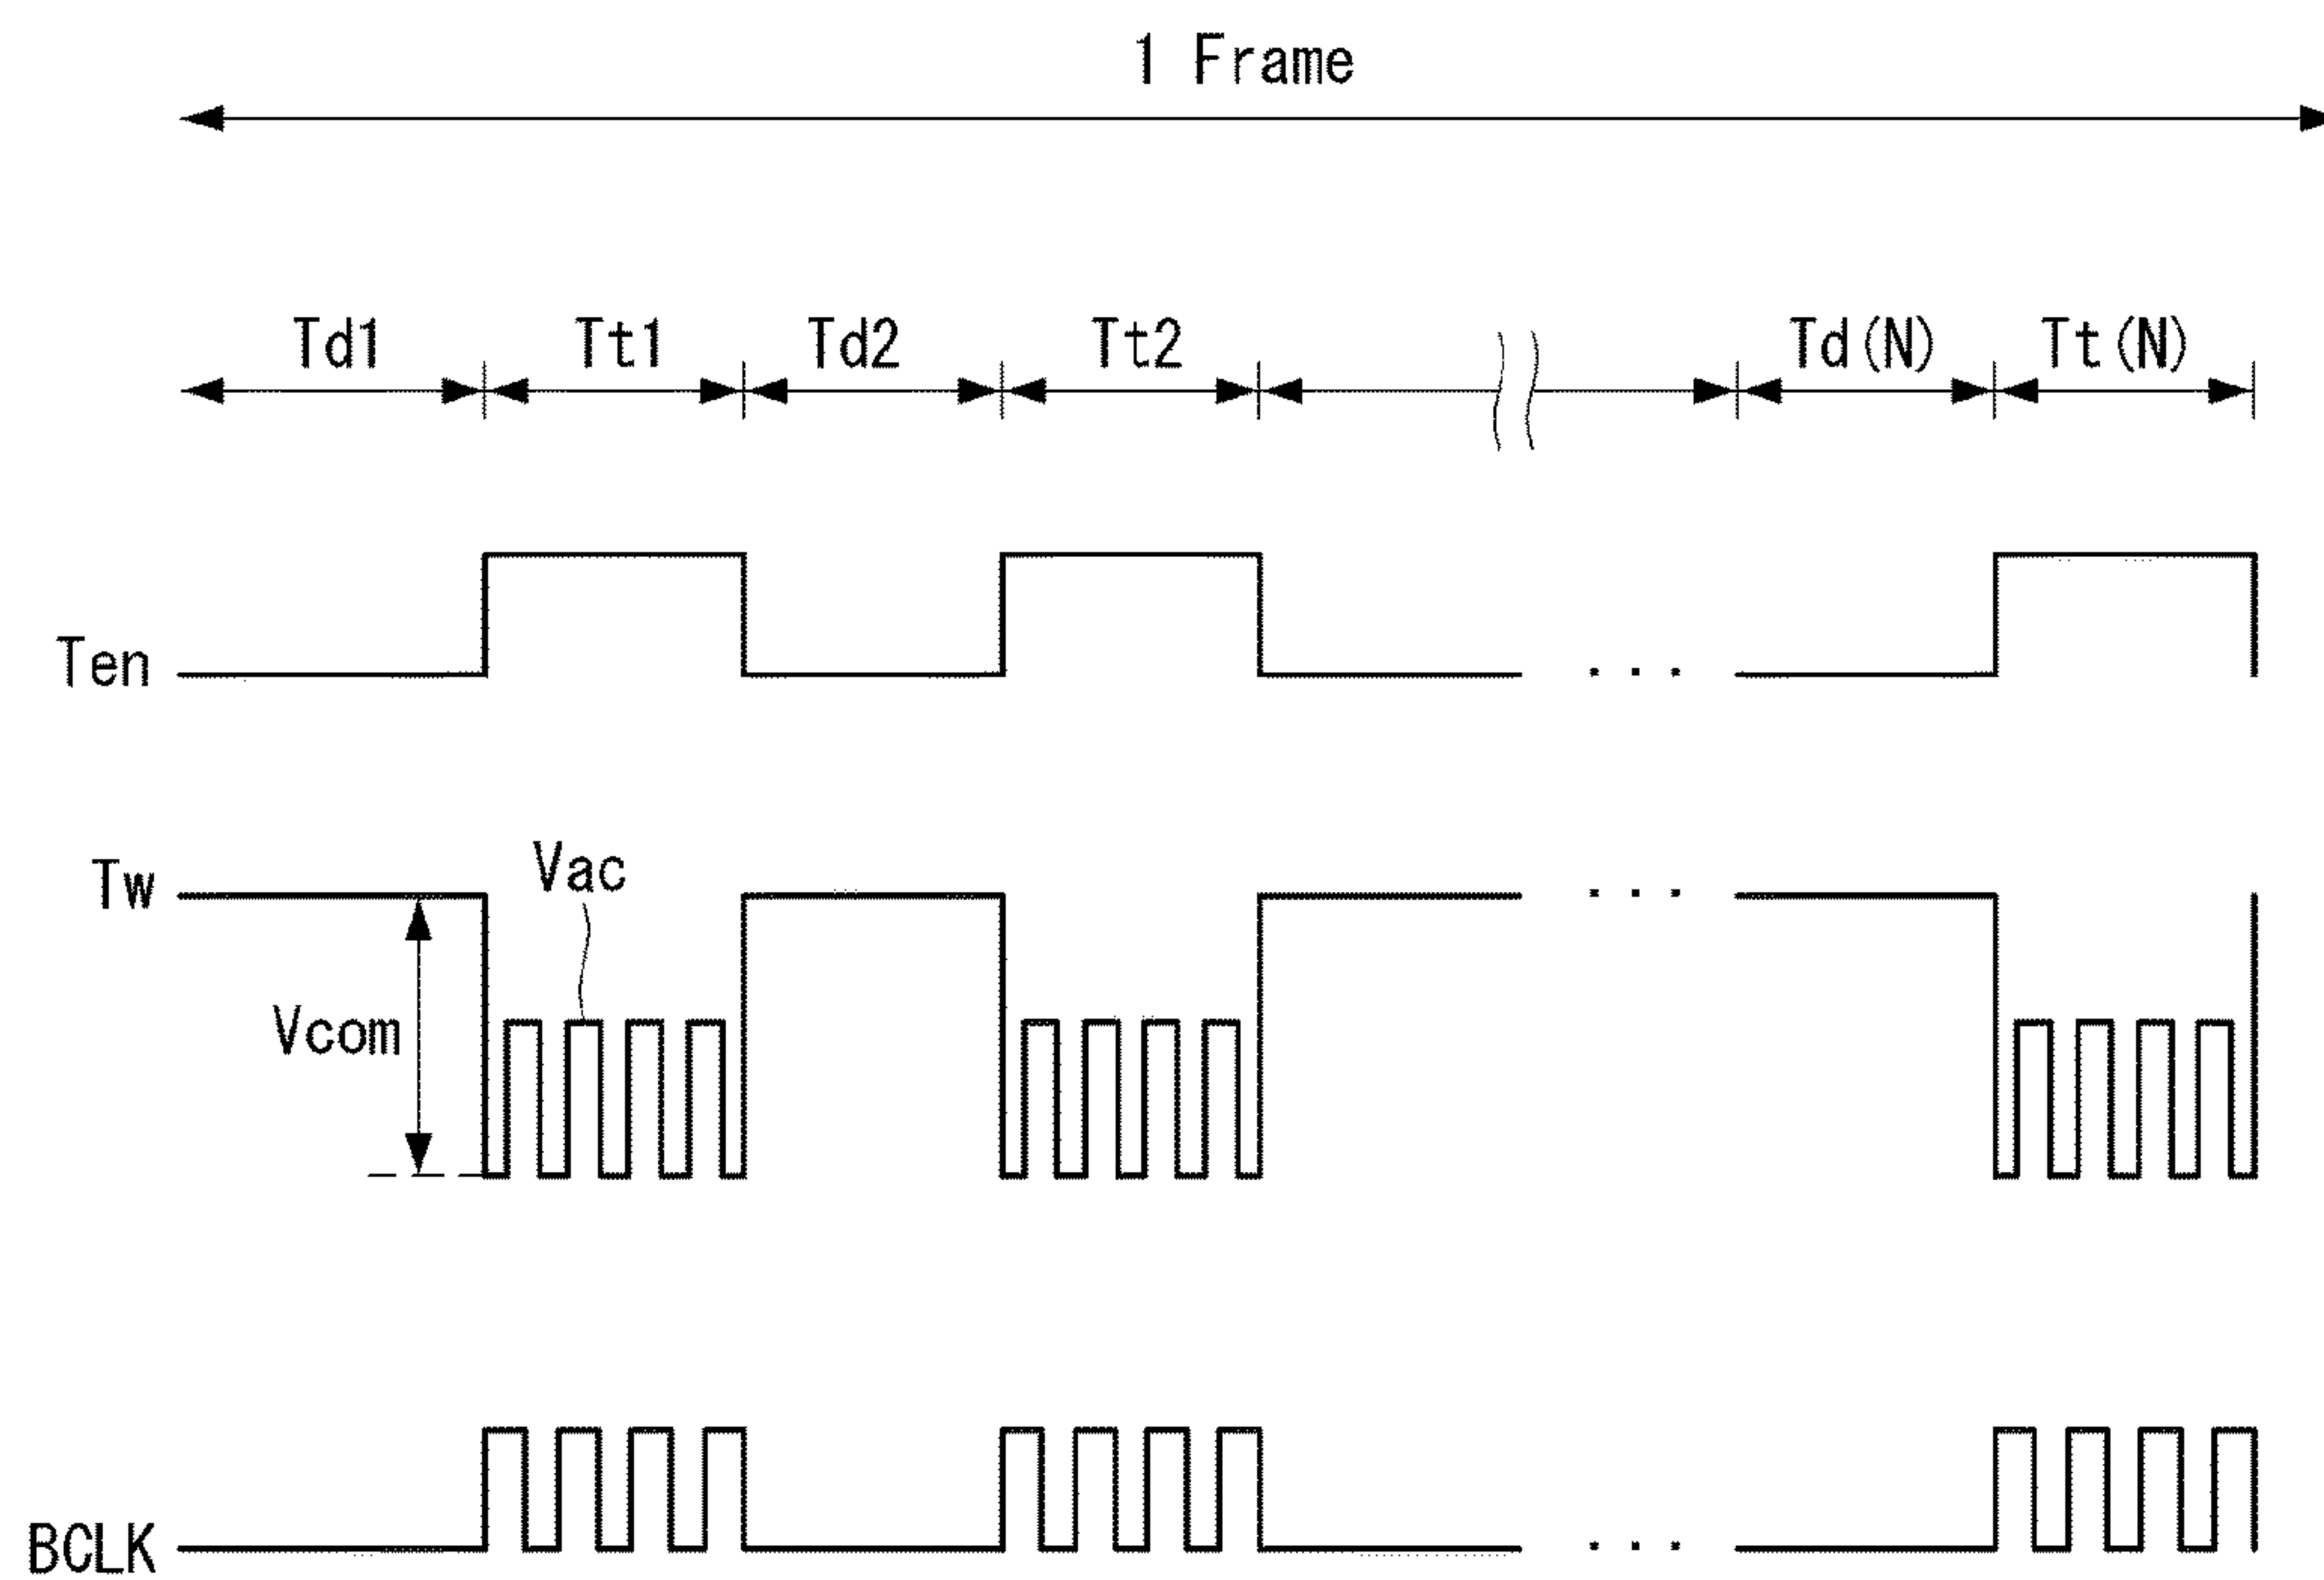 1 Frame
Td1 Tt1 Td2 Tt2 Td(N) Tt(N)
Ten
Tw Vac
Vcom
BCLK